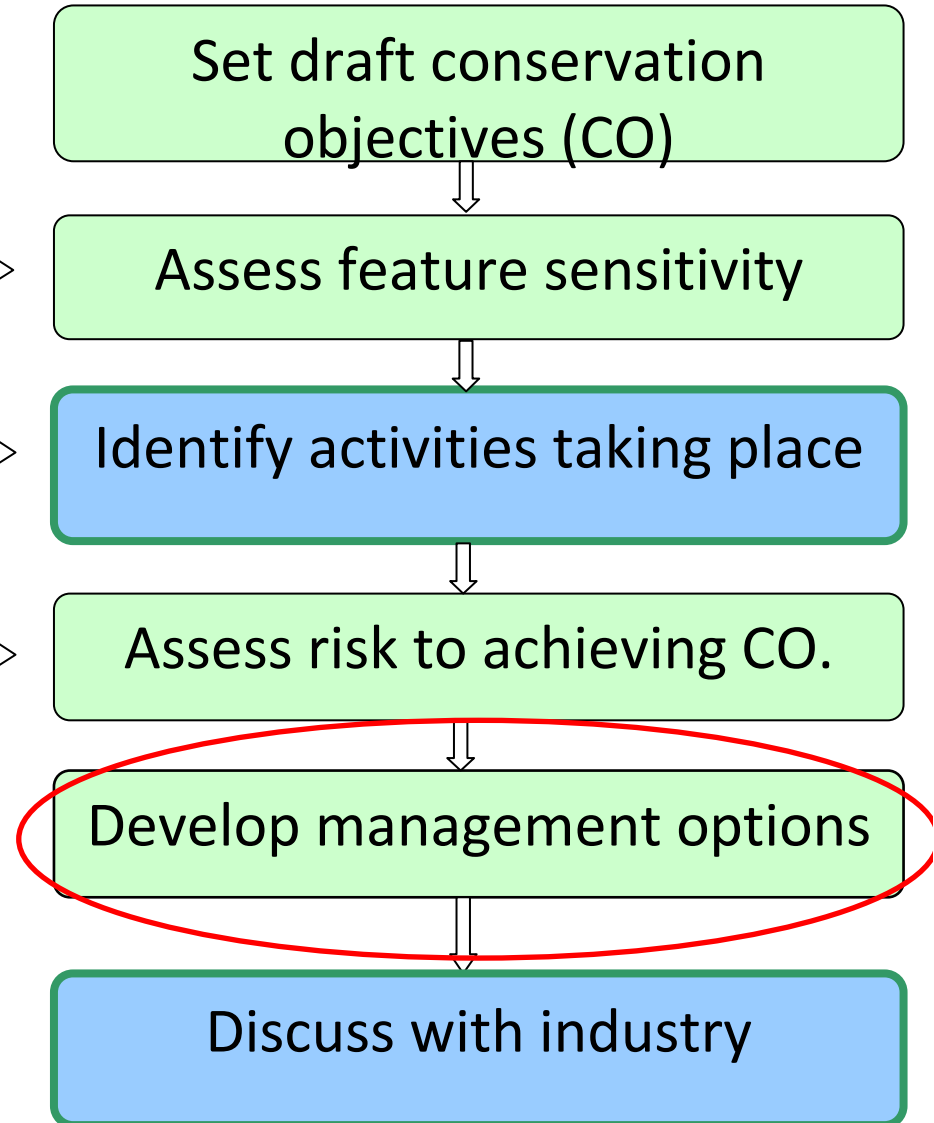 Set draft conservation
objectives (CO)
Assess feature sensitivity
Identify activities taking place
Assess risk to achieving CO.
Develop management options
Discuss with industry